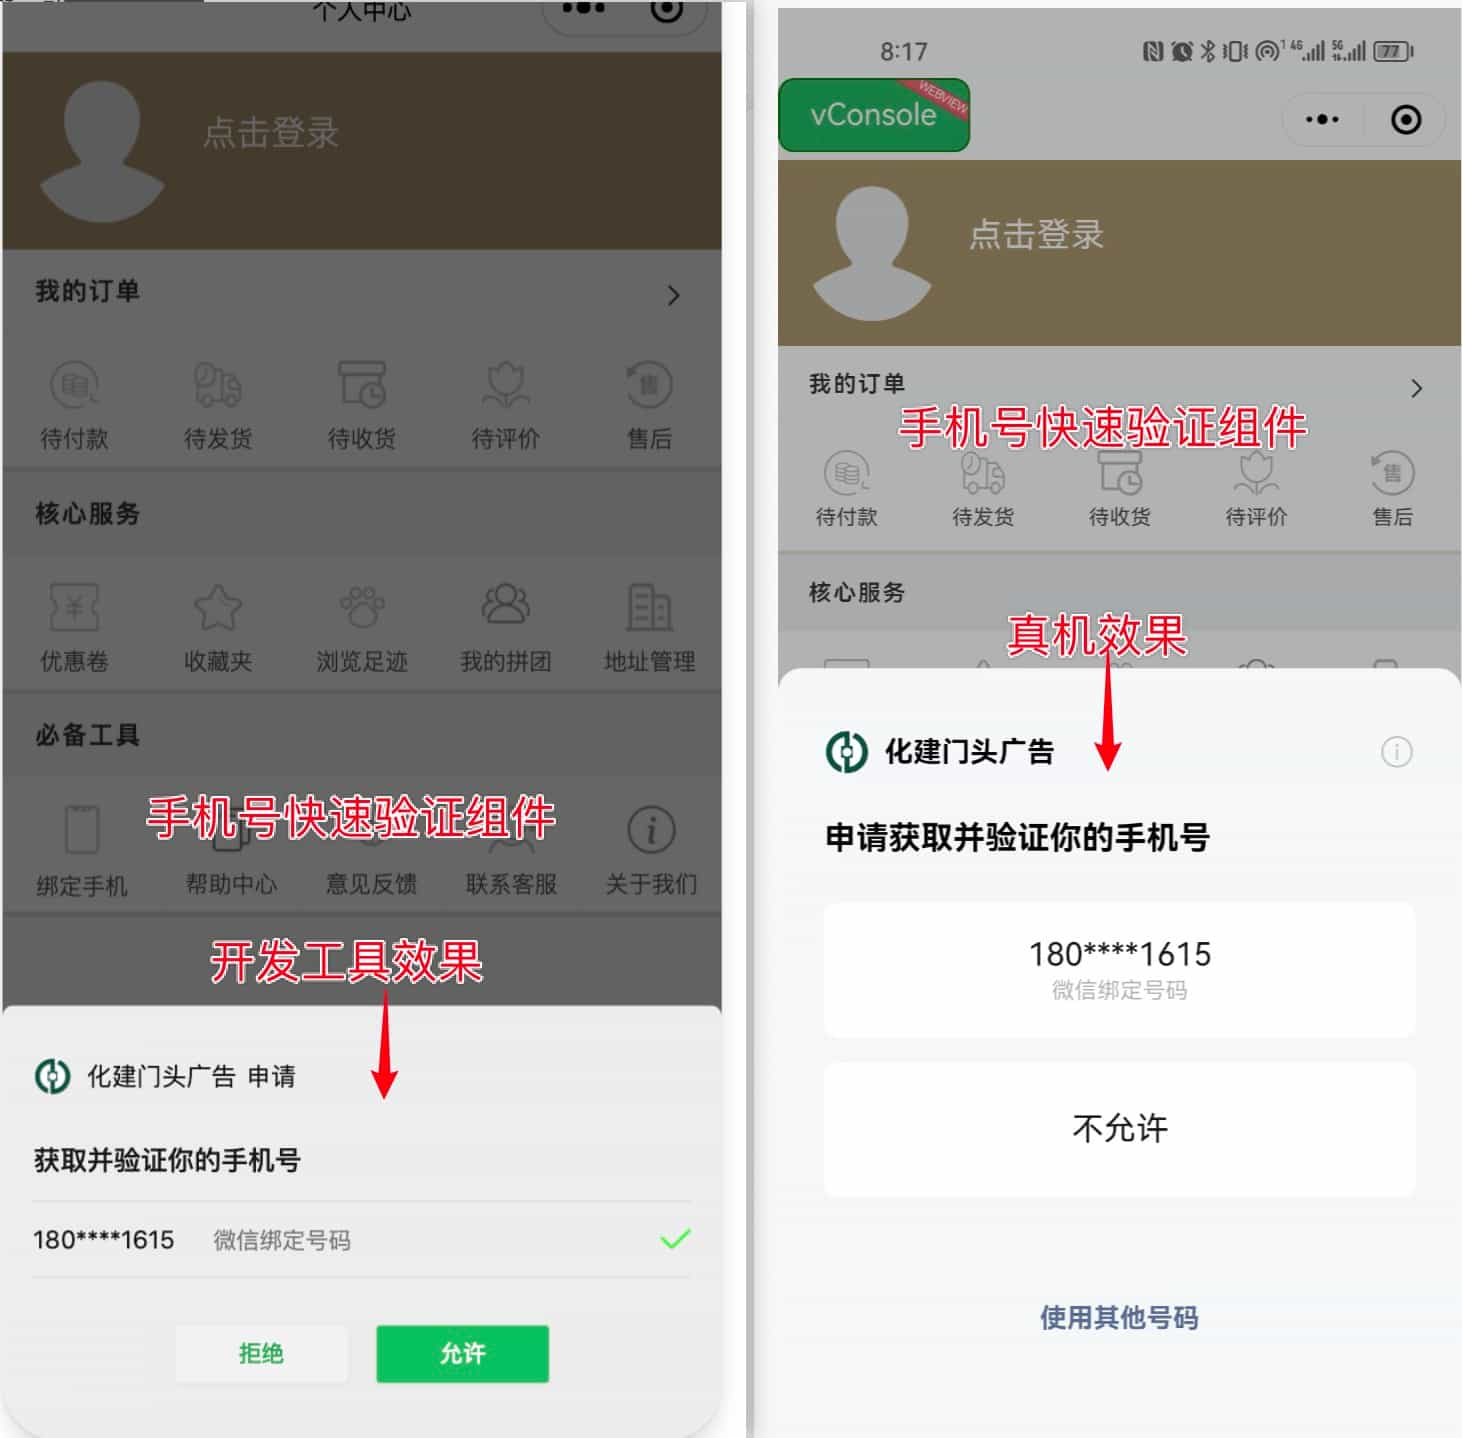 个人中心
点击登录
我的订单
待付款 待发货 待收货 待评价 售后
售
核心服务
优惠卷 收藏夹 浏览足迹 我的拼团 地址管理
必备工具
手机号快速验证组件
绑定手机 帮助中心 意见反馈 联系客服 关于我们
开发工具效果
化建门头广告 申请
获取并验证你的手机号
180****1615 微信绑定号码
拒绝 允许
8:17
4G 5G 77
vConsole
WEBVIEW
点击登录
我的订单
手机号快速验证组件
售
待付款 待发货 待收货 待评价 售后
核心服务
真机效果
化建门头广告
申请获取并验证你的手机号
180****1615
微信绑定号码
不允许
使用其他号码